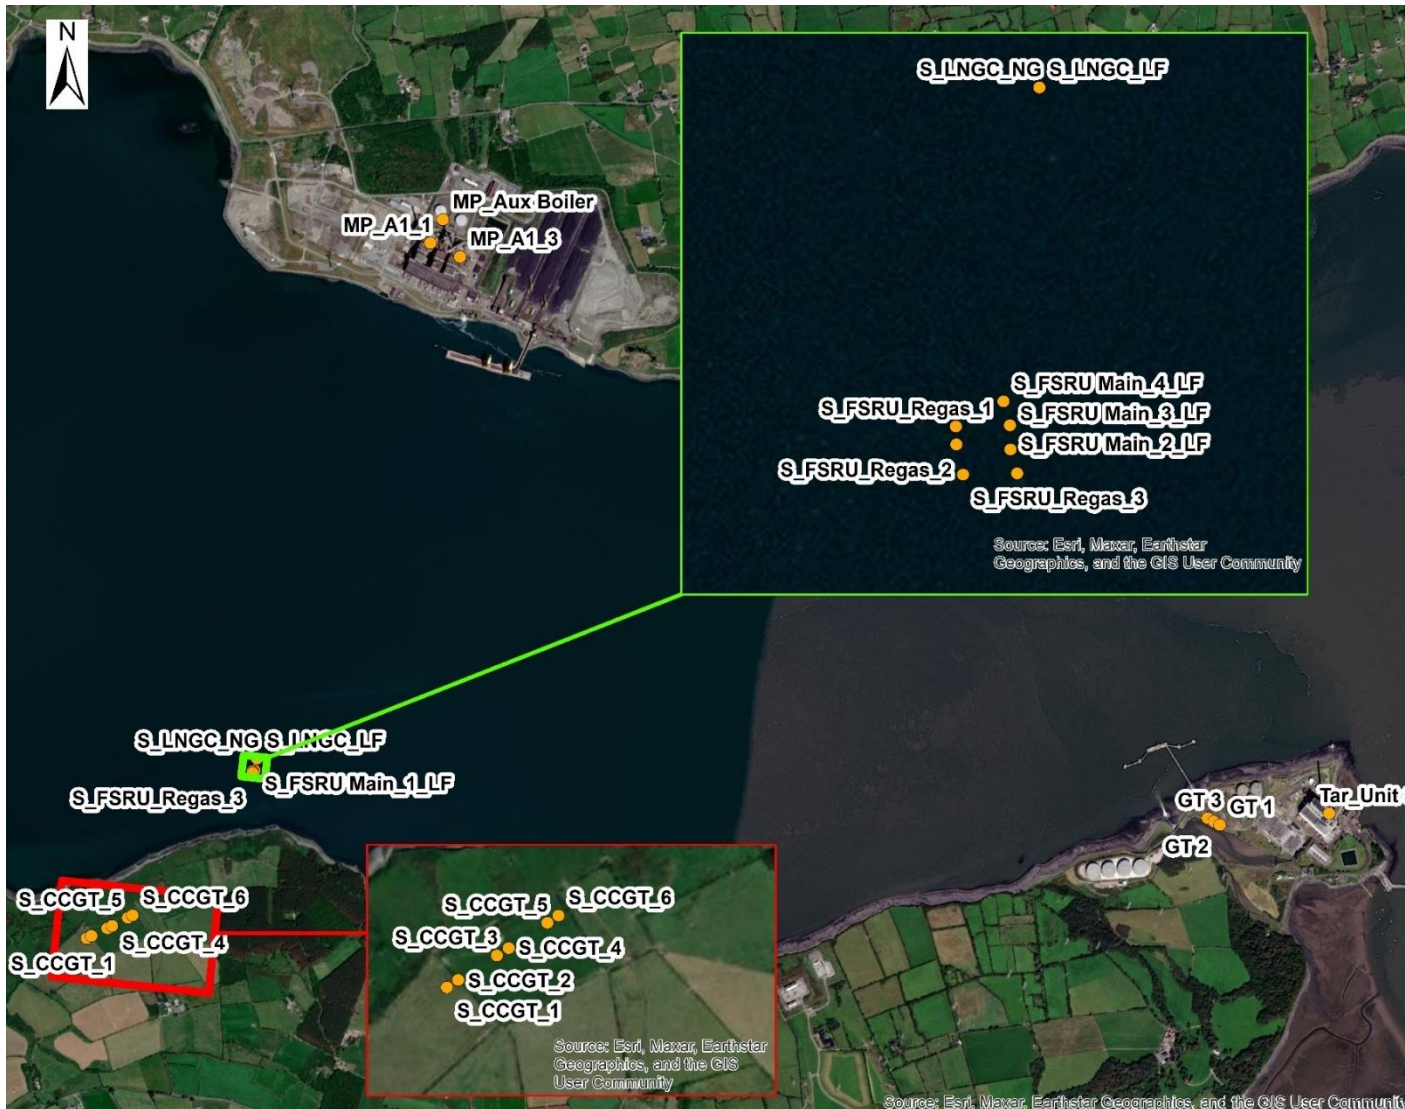 N
S_LNGC_NG S_LNGC_LF
MP_Aux Boiler
MP_A1_1
MP_A1_3
S_FSRU Main_4_LF
S_FSRU_Regas_1
S_FSRU Main_3_LF
S_FSRU Main_2_LF
S_FSRU_Regas_2
S_FSRU_Regas_3
Source: Esri, Maxar, Earthstar
Geographics, and the GIS User Community
S_LNGC_NG S_LNGC_LF
S_FSRU Main_1_LF
S_FSRU_Regas_3
GT 3
GT 1
Tar_Unit
GT 2
S_CCGT_5
S_CCGT_6
S_CCGT_4
S_CCGT_1
S_CCGT_5
S_CCGT_6
S_CCGT_3
S_CCGT_4
S_CCGT_2
S_CCGT_1
Source: Esri, Maxar, Earthstar
Geographics, and the GIS
User Community
Source: Esri, Maxar, Earthstar Geographics, and the GIS User Community